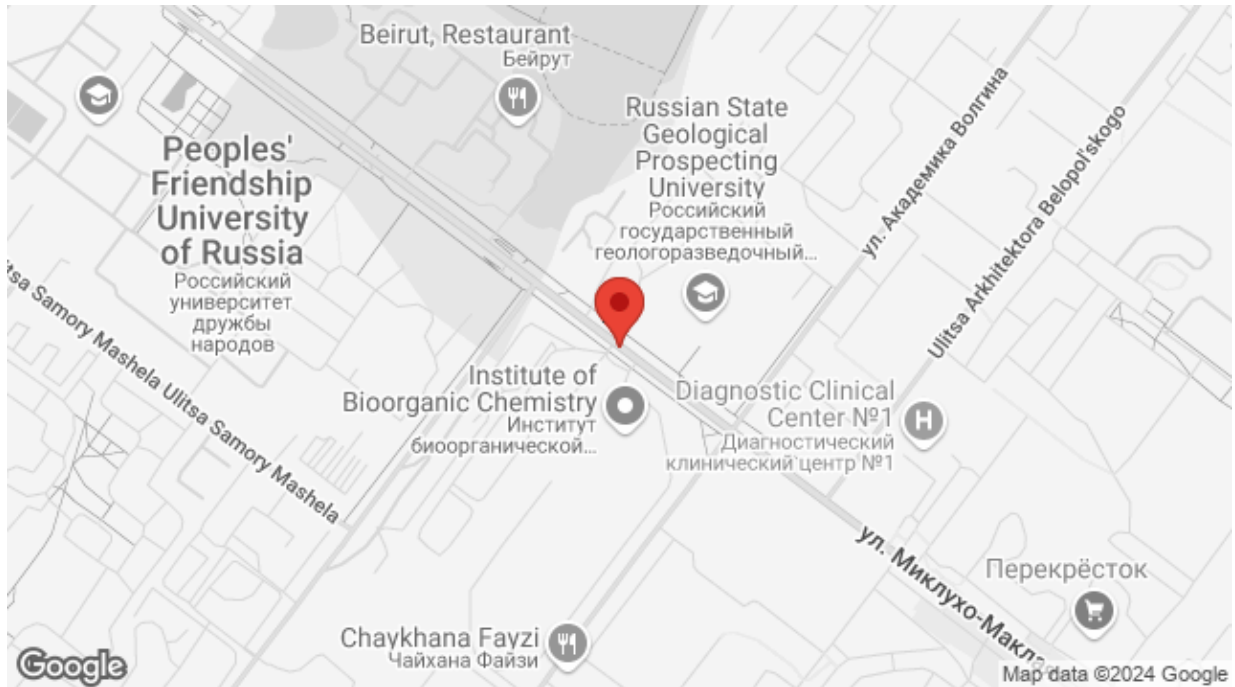 Beirut, Restaurant
Бейрут
Russian State
Geological
Prospecting
University
Российский
государственный
геологоразведочный...
Peoples'
Friendship
University
of Russia
Российский
университет
дружбы
народов
ул. Академика Волгина
Ulitsa Arkhitektora Belopol'skogo
litsa Samory Mashela Ulitsa Samory Mashela
Institute of
Bioorganic Chemistry
Институт
биоорганической...
Diagnostic Clinical
Center №1
Диагностический
клинический центр №1
ул. Миклухо-Макла
Перекрёсток
Chaykhana Fayzi
Чайхана Файзи
Google
Map data ©2024 Google